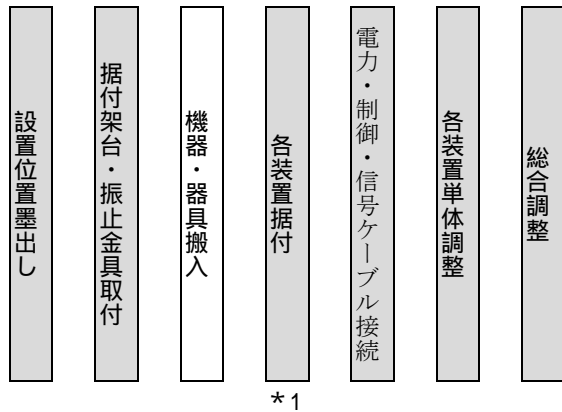 設置位置墨出し
据付架台・振止金具取付
機器・器具搬入
各装置据付
電力・制御・信号ケーブル接続
各装置単体調整
総合調整
*1